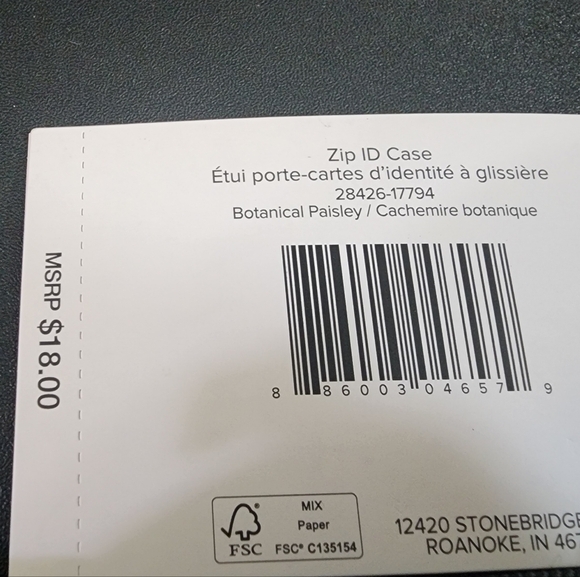 Zip ID Case
Étui porte-cartes d'identité à glissière
28426-17794
Botanical Paisley / Cachemire botanique
MSRP $18.00
8 86003 04657 9
MIX
Paper
FSC FSC® C135154
12420 STONEBRIDGE
ROANOKE, IN 467